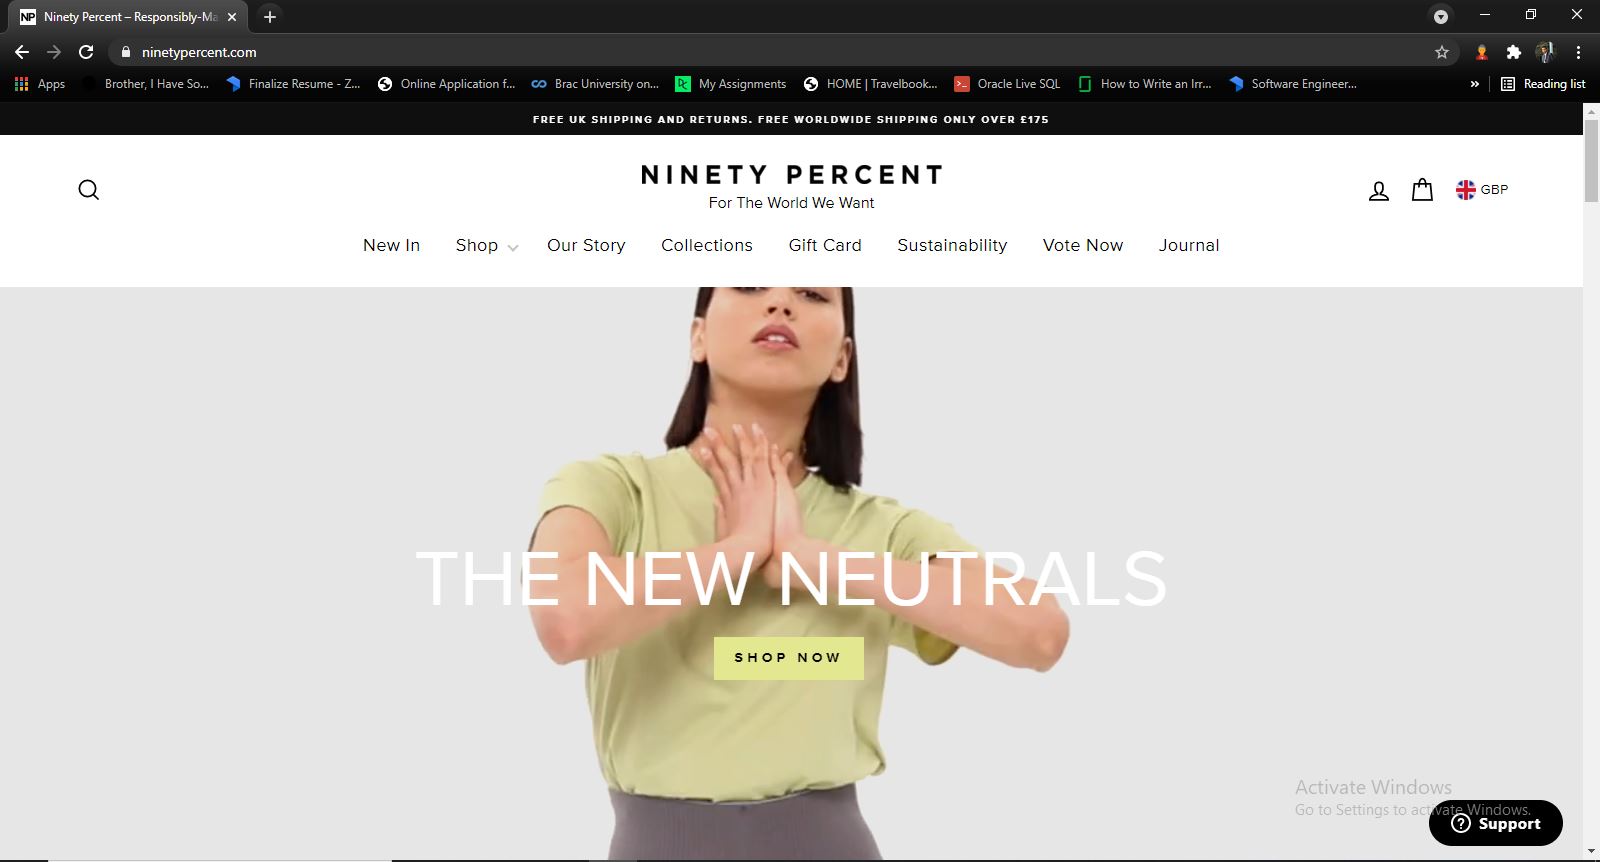 NP Ninety Percent – Responsibly-Ma
ninetypercent.com
Apps Brother, I Have So... Finalize Resume - Z... Online Application f... Brac University on... My Assignments HOME | Travelbook... Oracle Live SQL How to Write an Irr... Software Engineer... » Reading list
FREE UK SHIPPING AND RETURNS. FREE WORLDWIDE SHIPPING ONLY OVER £175
NINETY PERCENT
For The World We Want
GBP
New In Shop Our Story Collections Gift Card Sustainability Vote Now Journal
THE NEW NEUTRALS
SHOP NOW
Activate Windows
Go to Settings to activate Windows.
Support